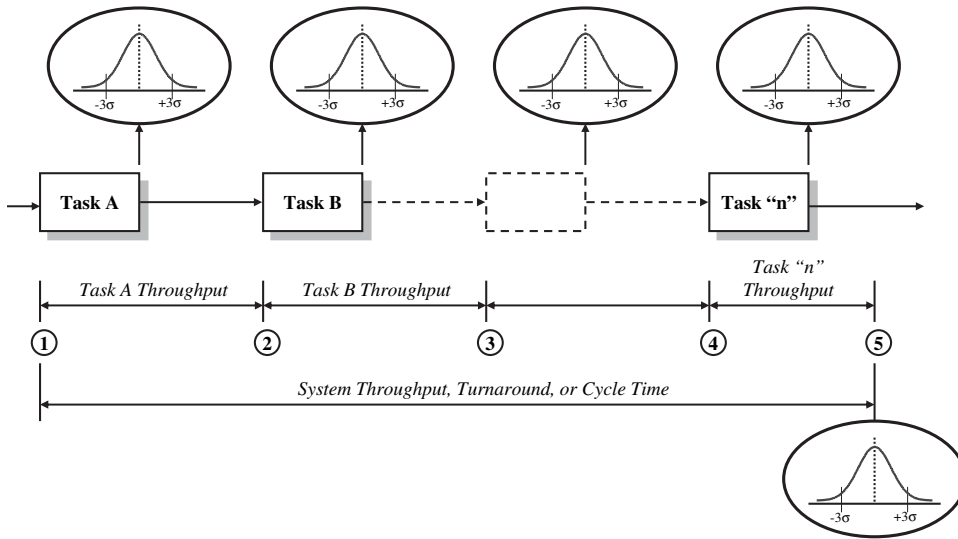 -3σ +3σ
-3σ +3σ
-3σ +3σ
-3σ +3σ
Task A
Task B
Task “n”
Task A Throughput
Task B Throughput
Task “n”
Throughput
1
2
3
4
5
System Throughput, Turnaround, or Cycle Time
-3σ +3σ